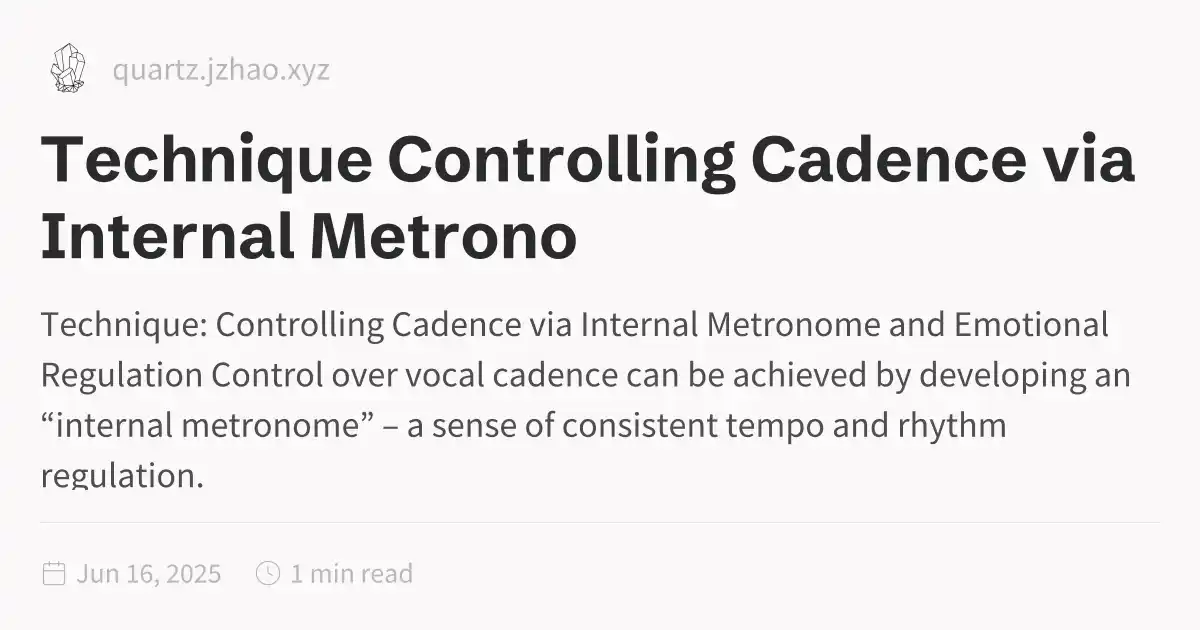 quartz.jzhao.xyz
Technique Controlling Cadence via
Internal Metrono
Technique: Controlling Cadence via Internal Metronome and Emotional
Regulation Control over vocal cadence can be achieved by developing an
“internal metronome” – a sense of consistent tempo and rhythm
regulation.
Jun 16, 2025
1 min read